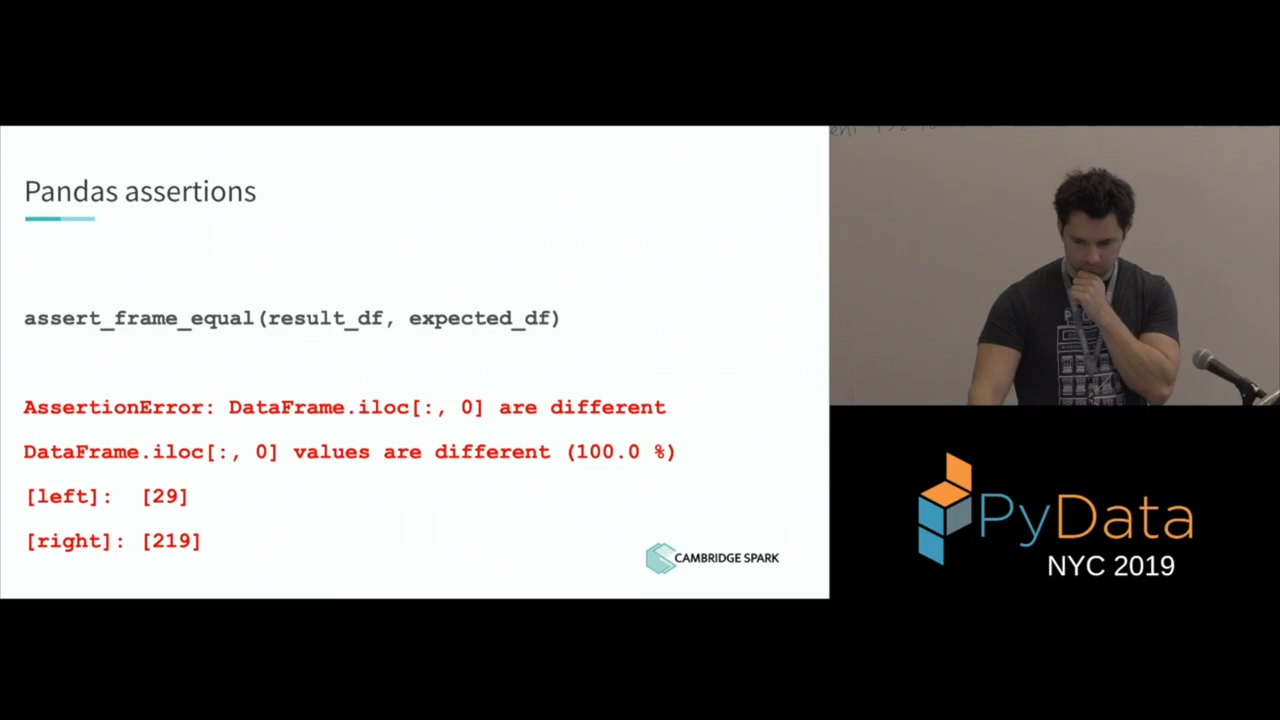 Pandas assertions
assert_frame_equal(result_df, expected_df)
AssertionError: DataFrame.iloc[:, 0] are different
DataFrame.iloc[:, 0] values are different (100.0 %)
[left]:  [29]
[right]: [219]
CAMBRIDGE SPARK
PyData
NYC 2019